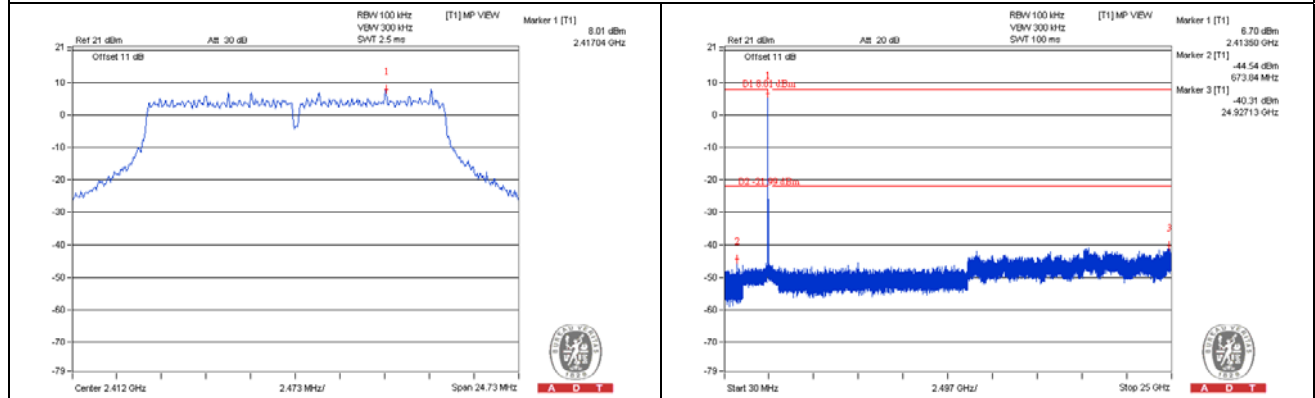 RBW 100 kHz [T1] MP VIEW
VBW 300 kHz
Ref 21 dBm Att 30 dB SWT 2.5 ms
Marker 1 [T1]
8.01 dBm
2.41704 GHz
21
Offset 11 dB
1
10
0
-10
-20
-30
-40
-50
-60
-70
-79
Center 2.412 GHz 2.473 MHz/ Span 24.73 MHz
BUREAU VERITAS
1828
A D T
RBW 100 kHz [T1] MP VIEW
VBW 300 kHz
Ref 21 dBm Att 20 dB SWT 100 ms
Marker 1 [T1]
6.70 dBm
2.41350 GHz
Marker 2 [T1]
-44.54 dBm
673.84 MHz
Marker 3 [T1]
-40.31 dBm
24.92713 GHz
21
Offset 11 dB
1
D1 8.01 dBm
10
0
-10
-20
D2 -21.99 dBm
-30
-40
2
3
-50
-60
-70
-79
Start 30 MHz 2.497 GHz/ Stop 25 GHz
BUREAU VERITAS
1828
A D T